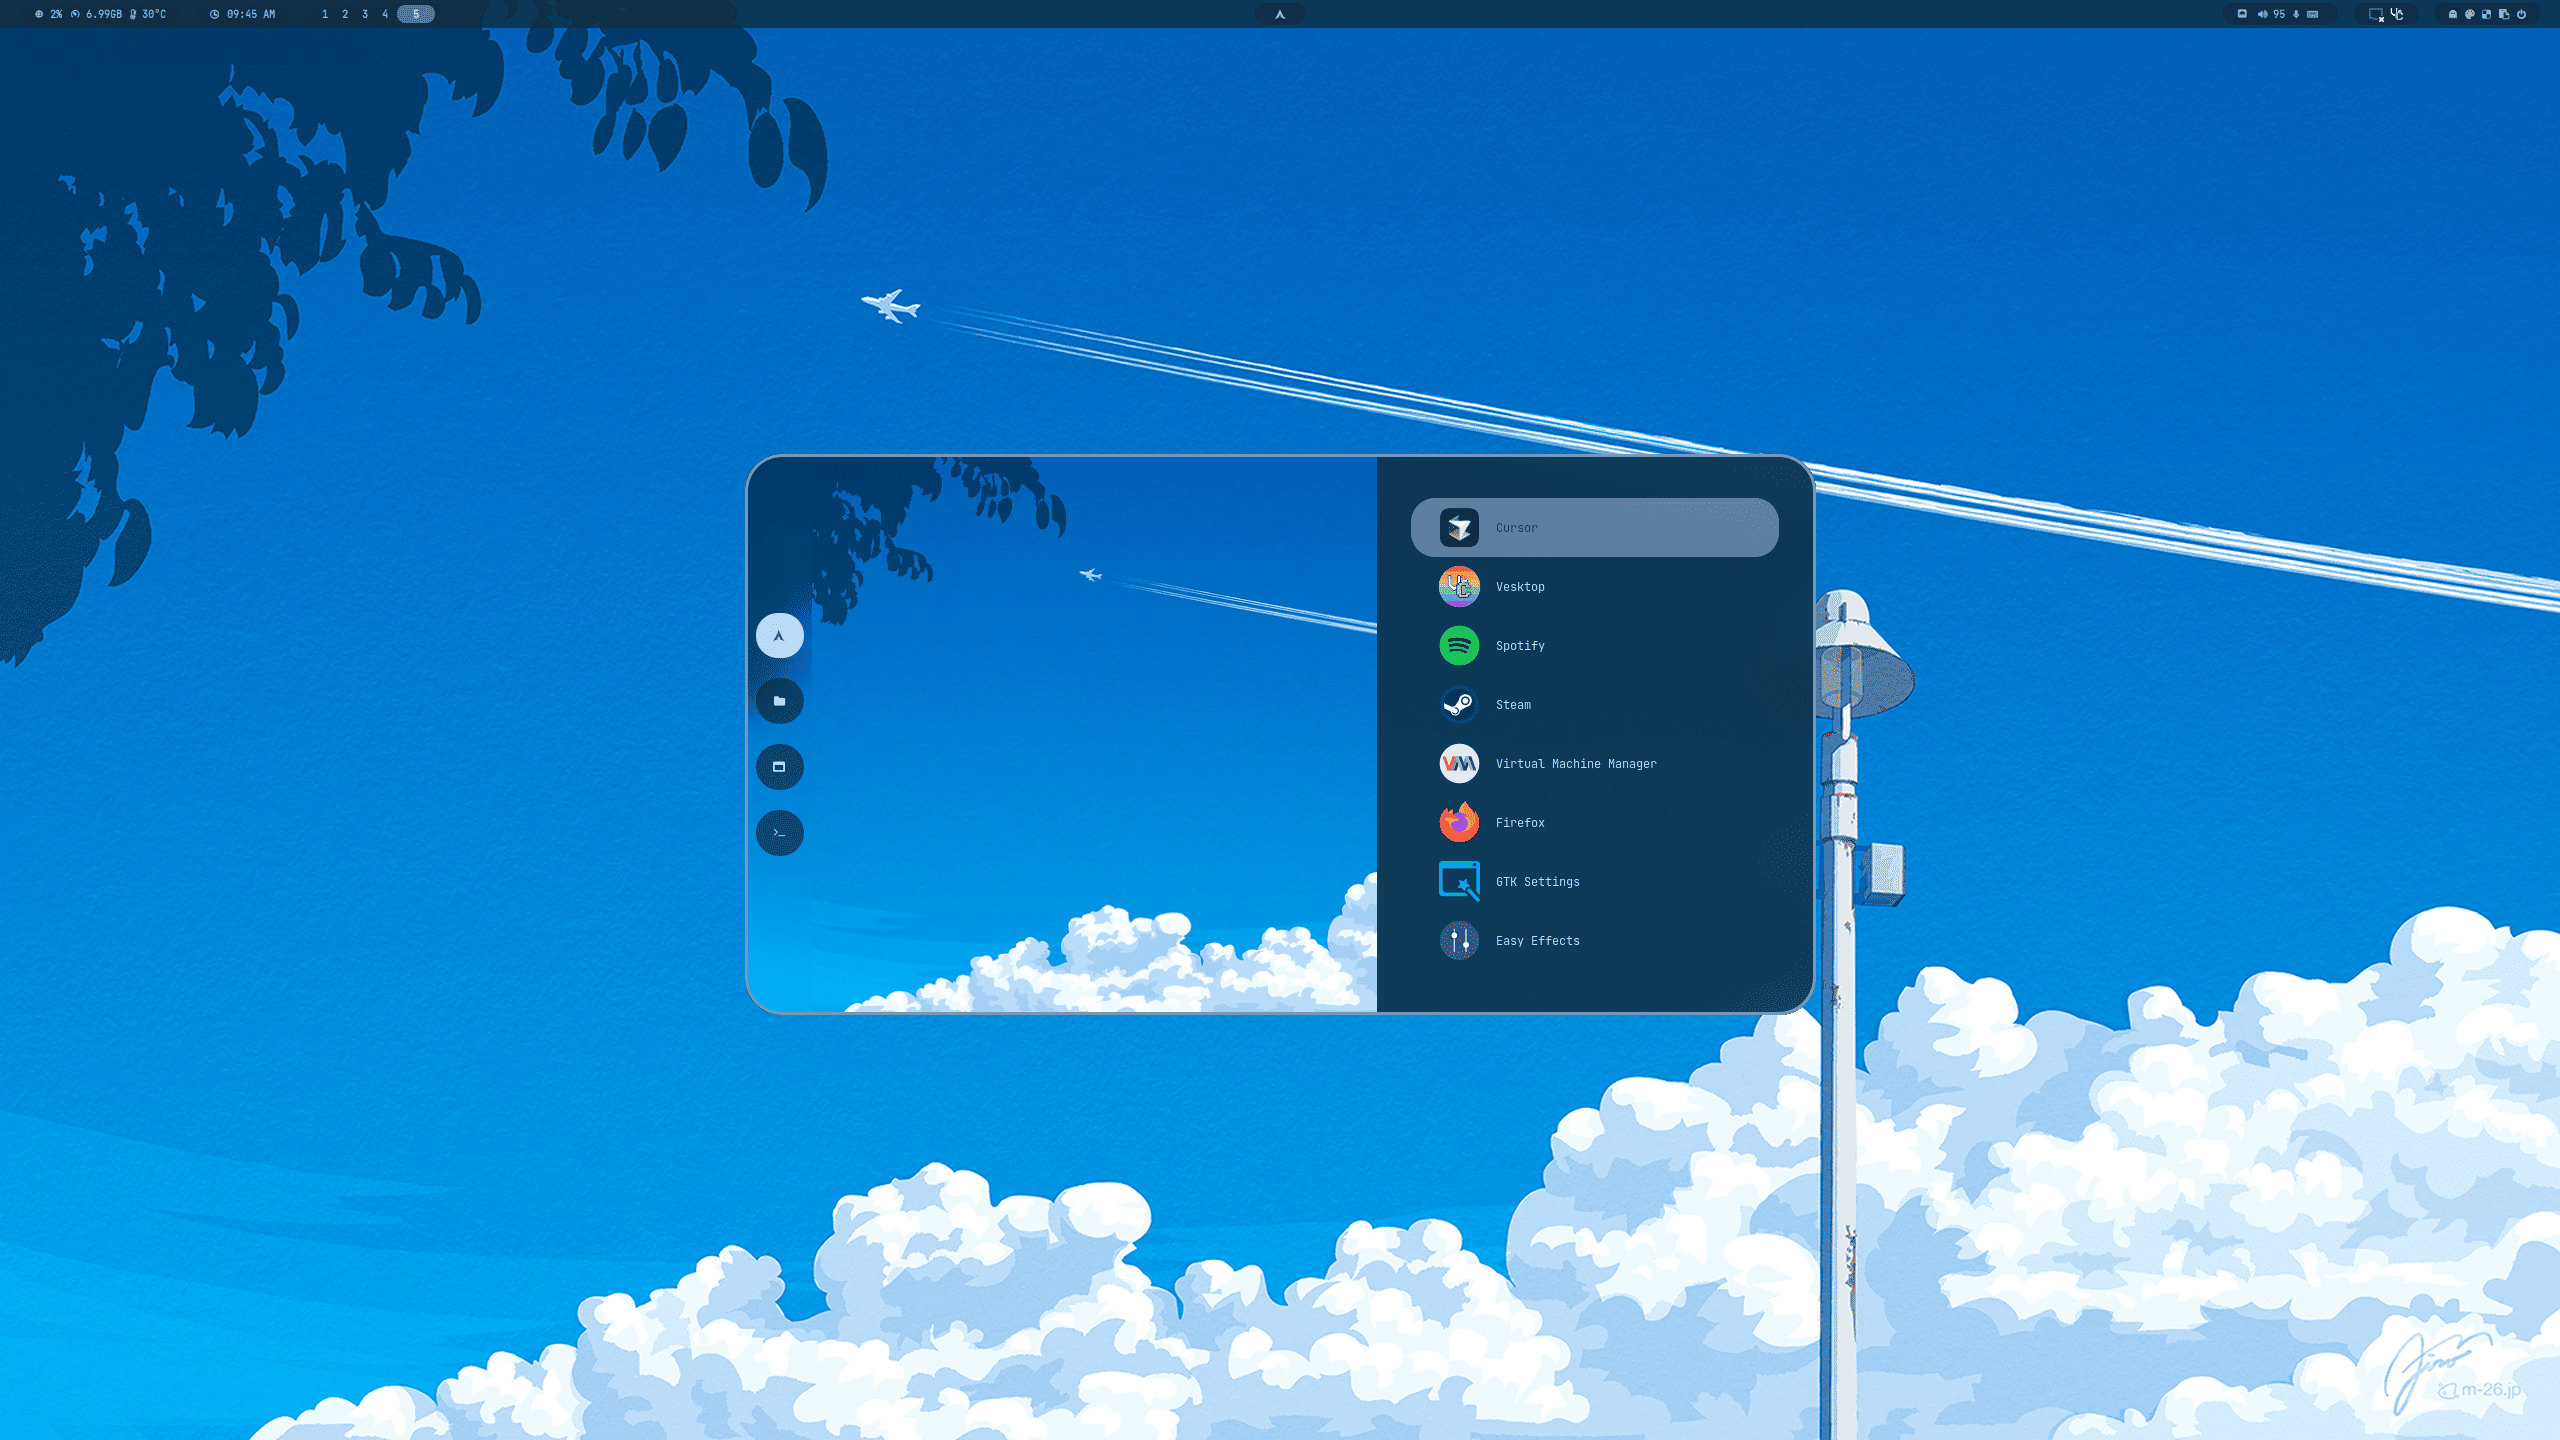 2% 6.99GB 30°C 09:45 AM 1 2 3 4 5 95
Cursor
Vesktop
Spotify
Steam
Virtual Machine Manager
Firefox
GTK Settings
Easy Effects
m-26.jp